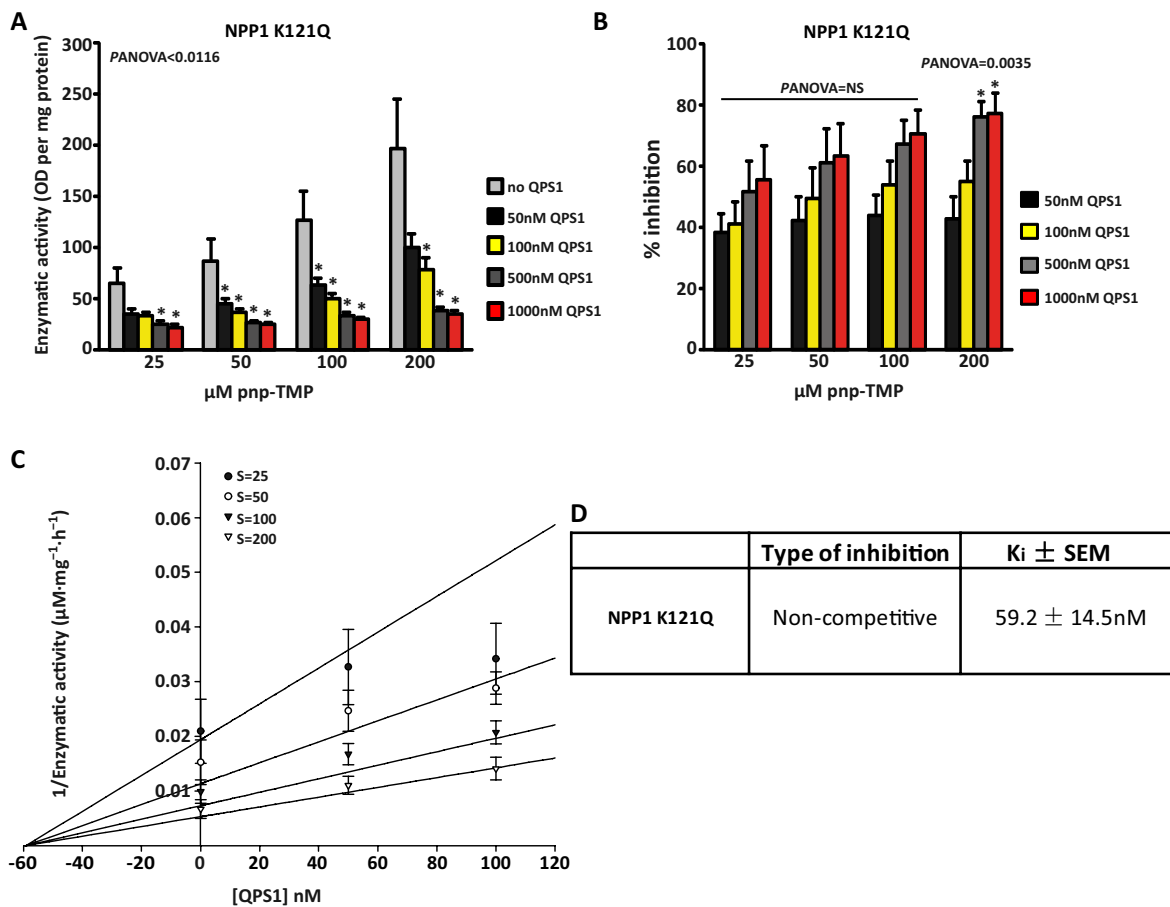 A
NPP1 K121Q
PANOVA<0.0116
Enzymatic activity (OD per mg protein)
300
250
200
150
100
50
0
* * * * * * * * * * * * *
25 50 100 200
µM pnp-TMP
no QPS1
50nM QPS1
100nM QPS1
500nM QPS1
1000nM QPS1
B
NPP1 K121Q
PANOVA=NS
PANOVA=0.0035
% inhibition
100
80
60
40
20
0
* *
25 50 100 200
µM pnp-TMP
50nM QPS1
100nM QPS1
500nM QPS1
1000nM QPS1
C
1/Enzymatic activity (µM·mg⁻¹·h⁻¹)
0.07
0.06
0.05
0.04
0.03
0.02
0.01
S=25
S=50
S=100
S=200
-60 -40 -20 0 20 40 60 80 100 120
[QPS1] nM
D
Type of inhibition Ki ± SEM
NPP1 K121Q Non-competitive 59.2 ± 14.5nM